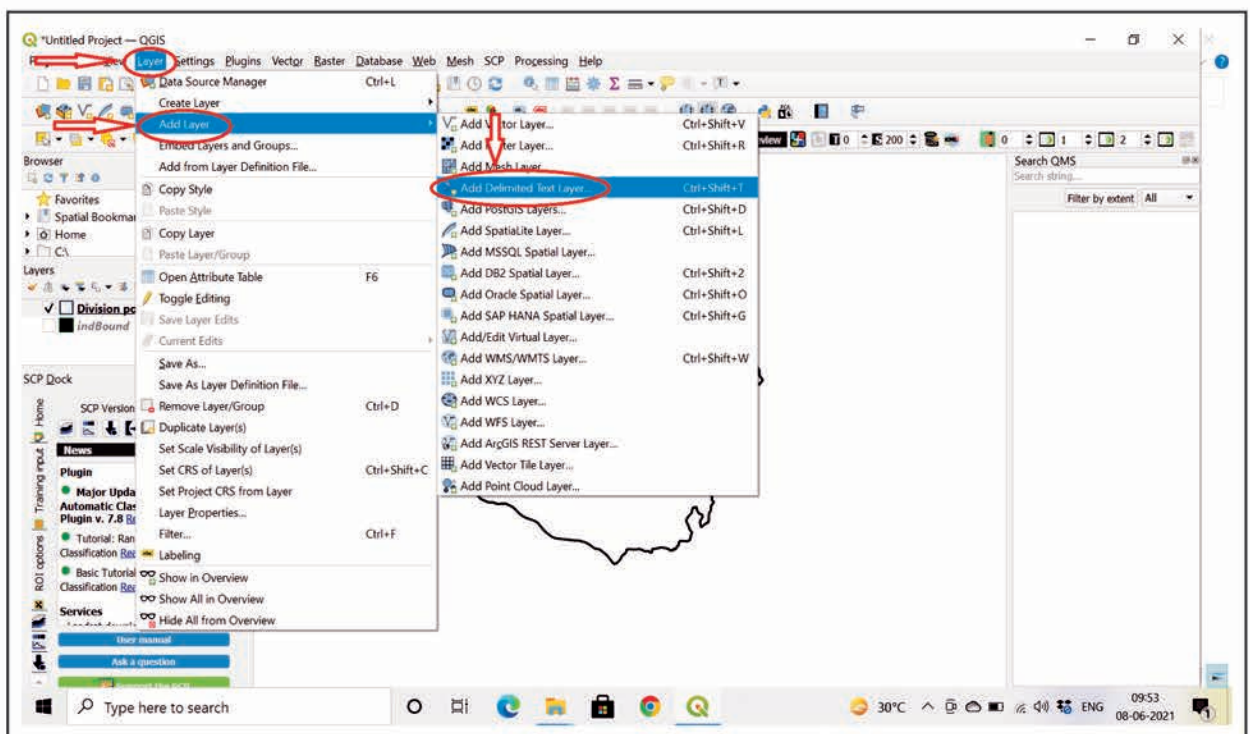 *Untitled Project — QGIS
Layer Settings Plugins Vector Raster Database Web Mesh SCP Processing Help
Data Source Manager Ctrl+L
Create Layer
Add Layer
Embed Layers and Groups...
Add from Layer Definition File...
Copy Style
Paste Style
Copy Layer
Paste Layer/Group
Open Attribute Table F6
Toggle Editing
Save Layer Edits
Current Edits
Save As...
Save As Layer Definition File...
Remove Layer/Group Ctrl+D
Duplicate Layer(s)
Set Scale Visibility of Layer(s)
Set CRS of Layer(s) Ctrl+Shift+C
Set Project CRS from Layer
Layer Properties...
Filter... Ctrl+F
Labeling
Show in Overview
Show All in Overview
Hide All from Overview
Add Vector Layer... Ctrl+Shift+V
Add Raster Layer... Ctrl+Shift+R
Add Mesh Layer...
Add Delimited Text Layer... Ctrl+Shift+T
Add PostGIS Layers... Ctrl+Shift+D
Add SpatiaLite Layer... Ctrl+Shift+L
Add MSSQL Spatial Layer...
Add DB2 Spatial Layer... Ctrl+Shift+2
Add Oracle Spatial Layer... Ctrl+Shift+O
Add SAP HANA Spatial Layer... Ctrl+Shift+G
Add/Edit Virtual Layer...
Add WMS/WMTS Layer... Ctrl+Shift+W
Add XYZ Layer...
Add WCS Layer...
Add WFS Layer...
Add ArcGIS REST Server Layer...
Add Vector Tile Layer...
Add Point Cloud Layer...
0 200 0 1 2
Search QMS
Search string...
Filter by extent All
Browser
Favorites
Spatial Bookmar
Home
C:\
Layers
Division po
indBound
SCP Dock
Home
Training input
ROI options
SCP Version
News
Plugin
Major Upda
Automatic Clas
Plugin v. 7.8 Re
Tutorial: Ran
Classification Rea
Basic Tutorial
Classification Rea
Services
User manual
Ask a question
Support the SCP
Type here to search
30°C ENG
09:53
08-06-2021